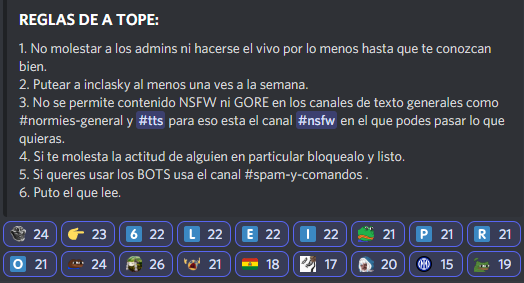 REGLAS DE A TOPE:
1. No molestar a los admins ni hacerse el vivo por lo menos hasta que te conozcan
bien.
2. Putear a inclasky al menos una ves a la semana.
3. No se permite contenido NSFW ni GORE en los canales de texto generales como
#normies-general y #tts para eso esta el canal #nsfw en el que podes pasar lo que
quieras.
4. Si te molesta la actitud de alguien en particular bloquealo y listo.
5. Si queres usar los BOTS usa el canal #spam-y-comandos .
6. Puto el que lee.
24 23 6 22 L 22 E 22 I 22 21 P 21 R 21
O 21 24 26 21 18 17 20 15 19